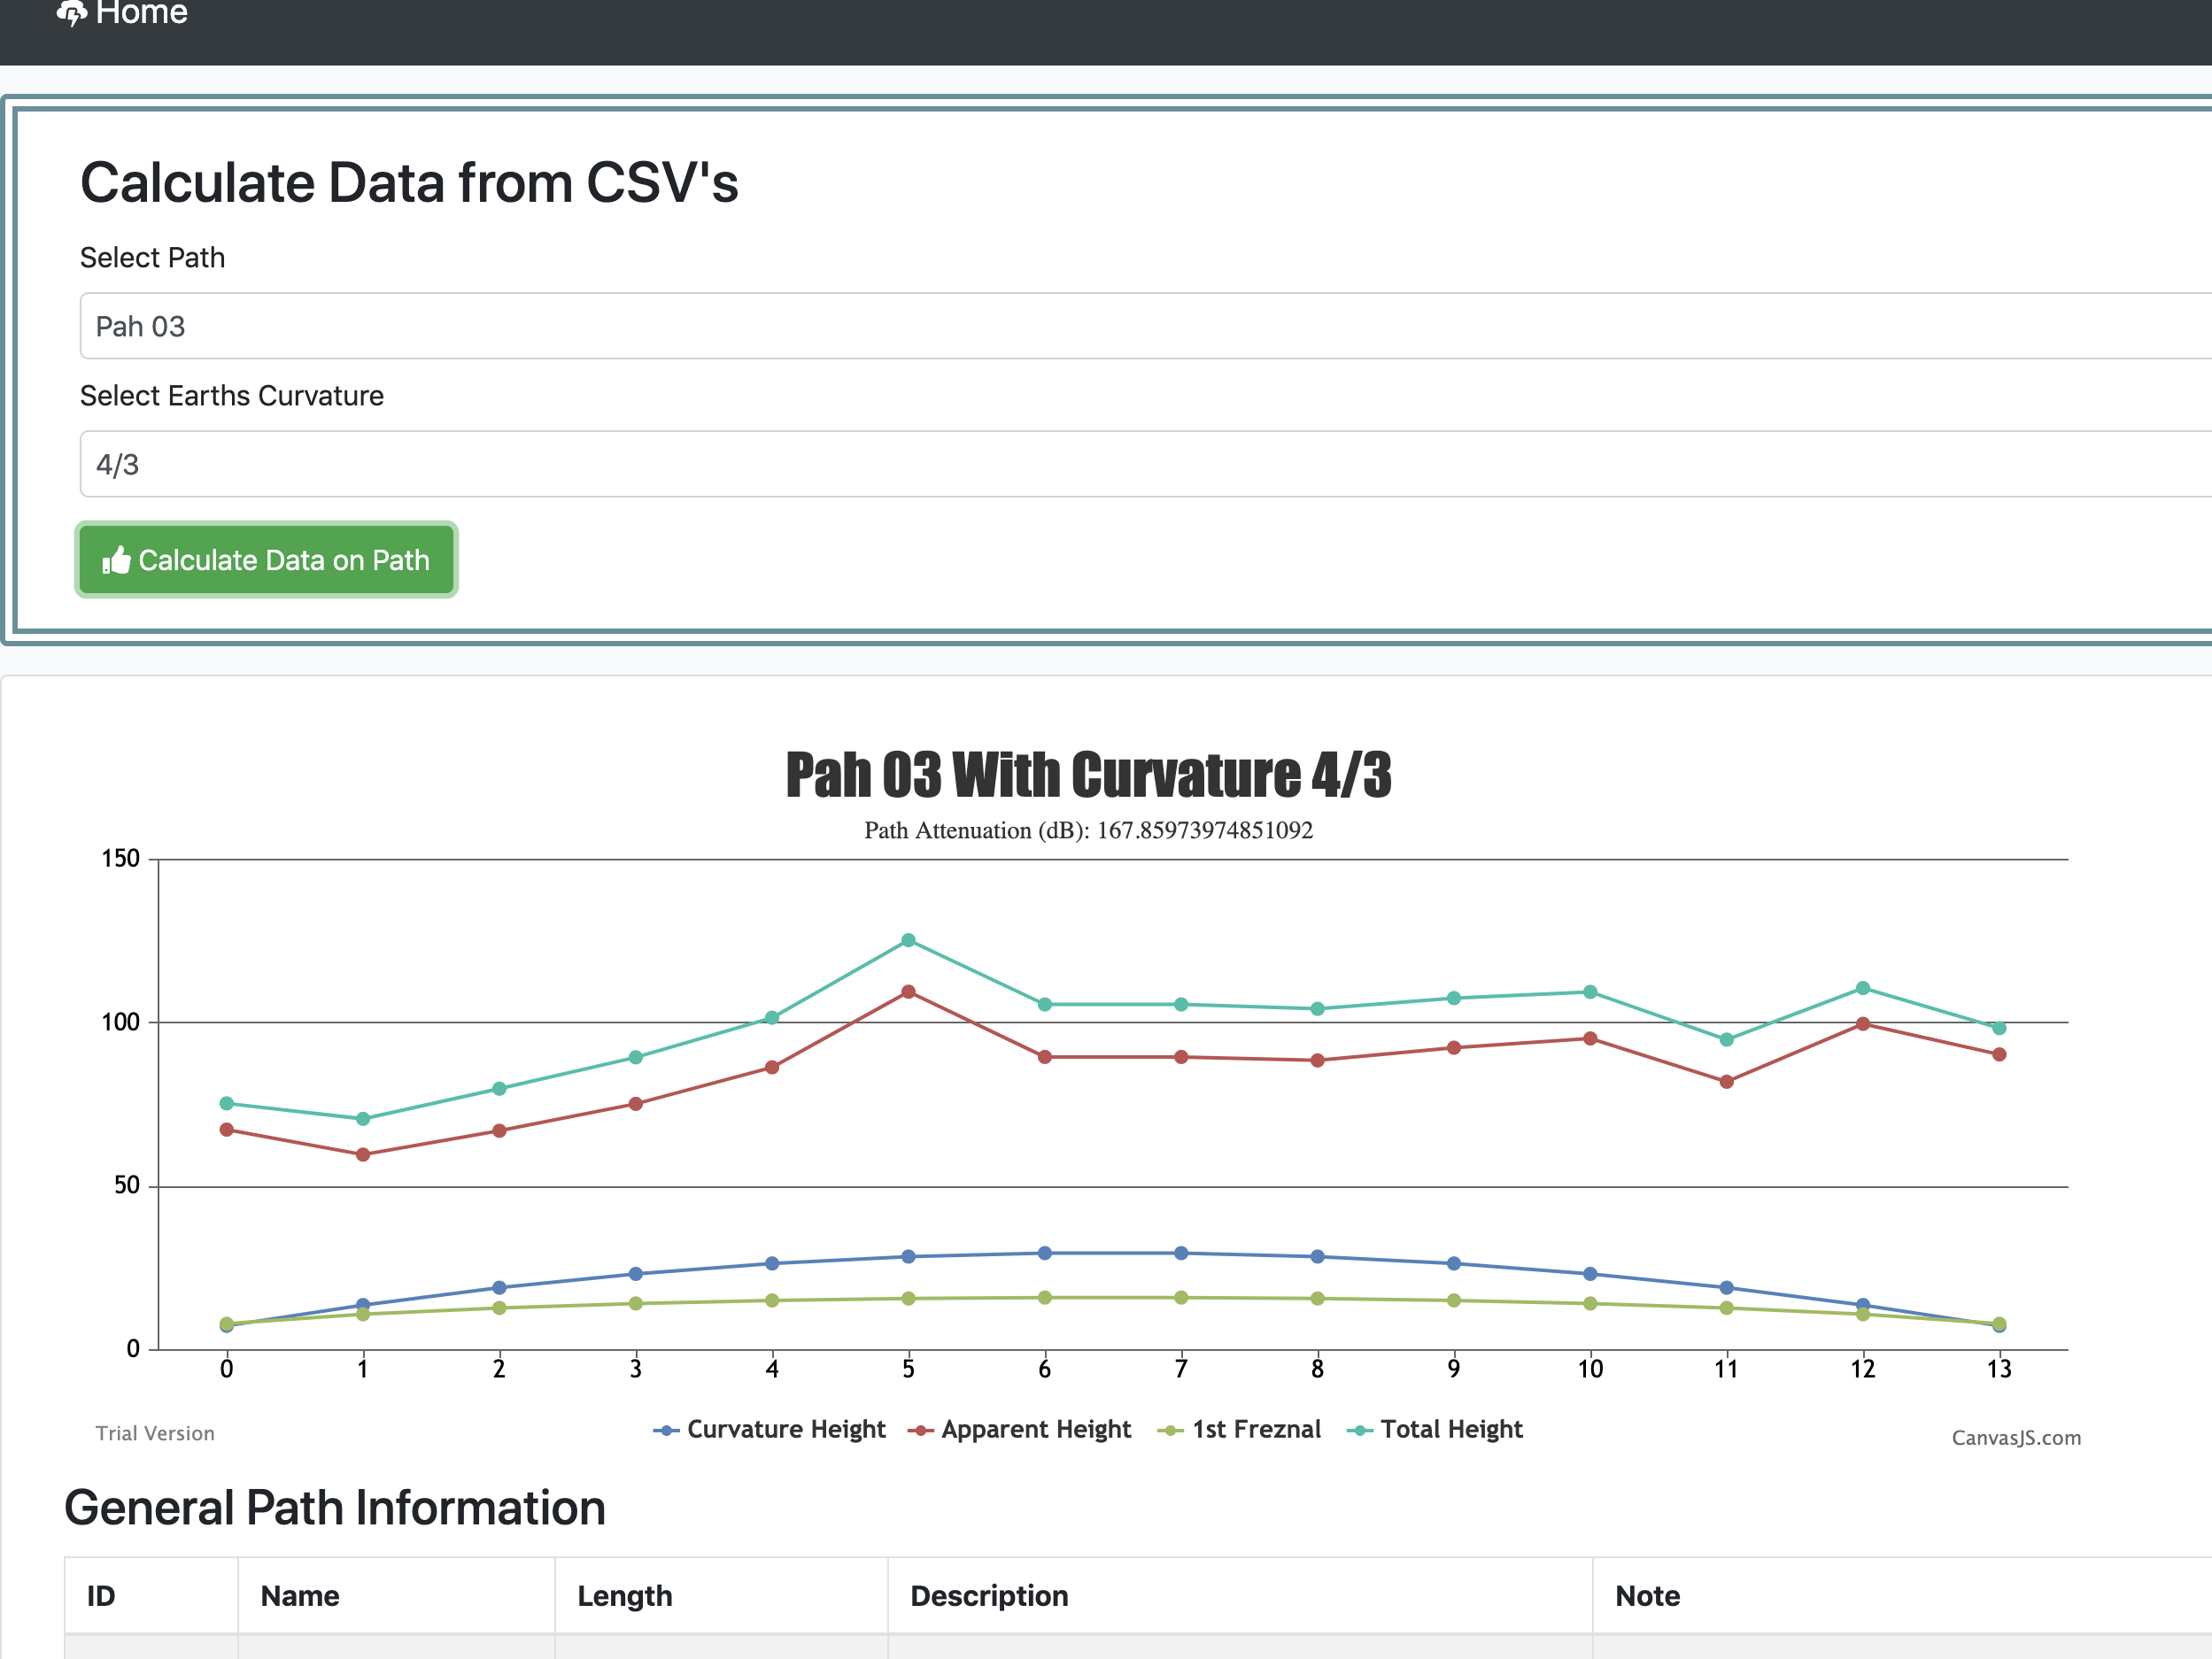 Home
Calculate Data from CSV's
Select Path
Pah 03
Select Earths Curvature
4/3
Calculate Data on Path
Pah 03 With Curvature 4/3
Path Attenuation (dB): 167.85973974851092
150
100
50
0
0 1 2 3 4 5 6 7 8 9 10 11 12 13
Trial Version
Curvature Height Apparent Height 1st Freznal Total Height
CanvasJS.com
General Path Information
ID Name Length Description Note